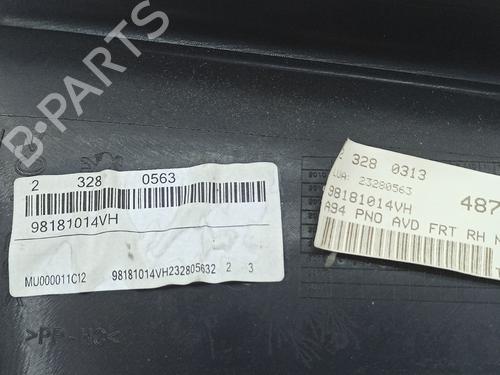 B-PARTS
2 328 0563
98181014VH
MU000011C12 98181014VH232805632 2 3
2 328 0313
UA: 23280563
98181014VH 487
A94 PNO AVD FRT RH N